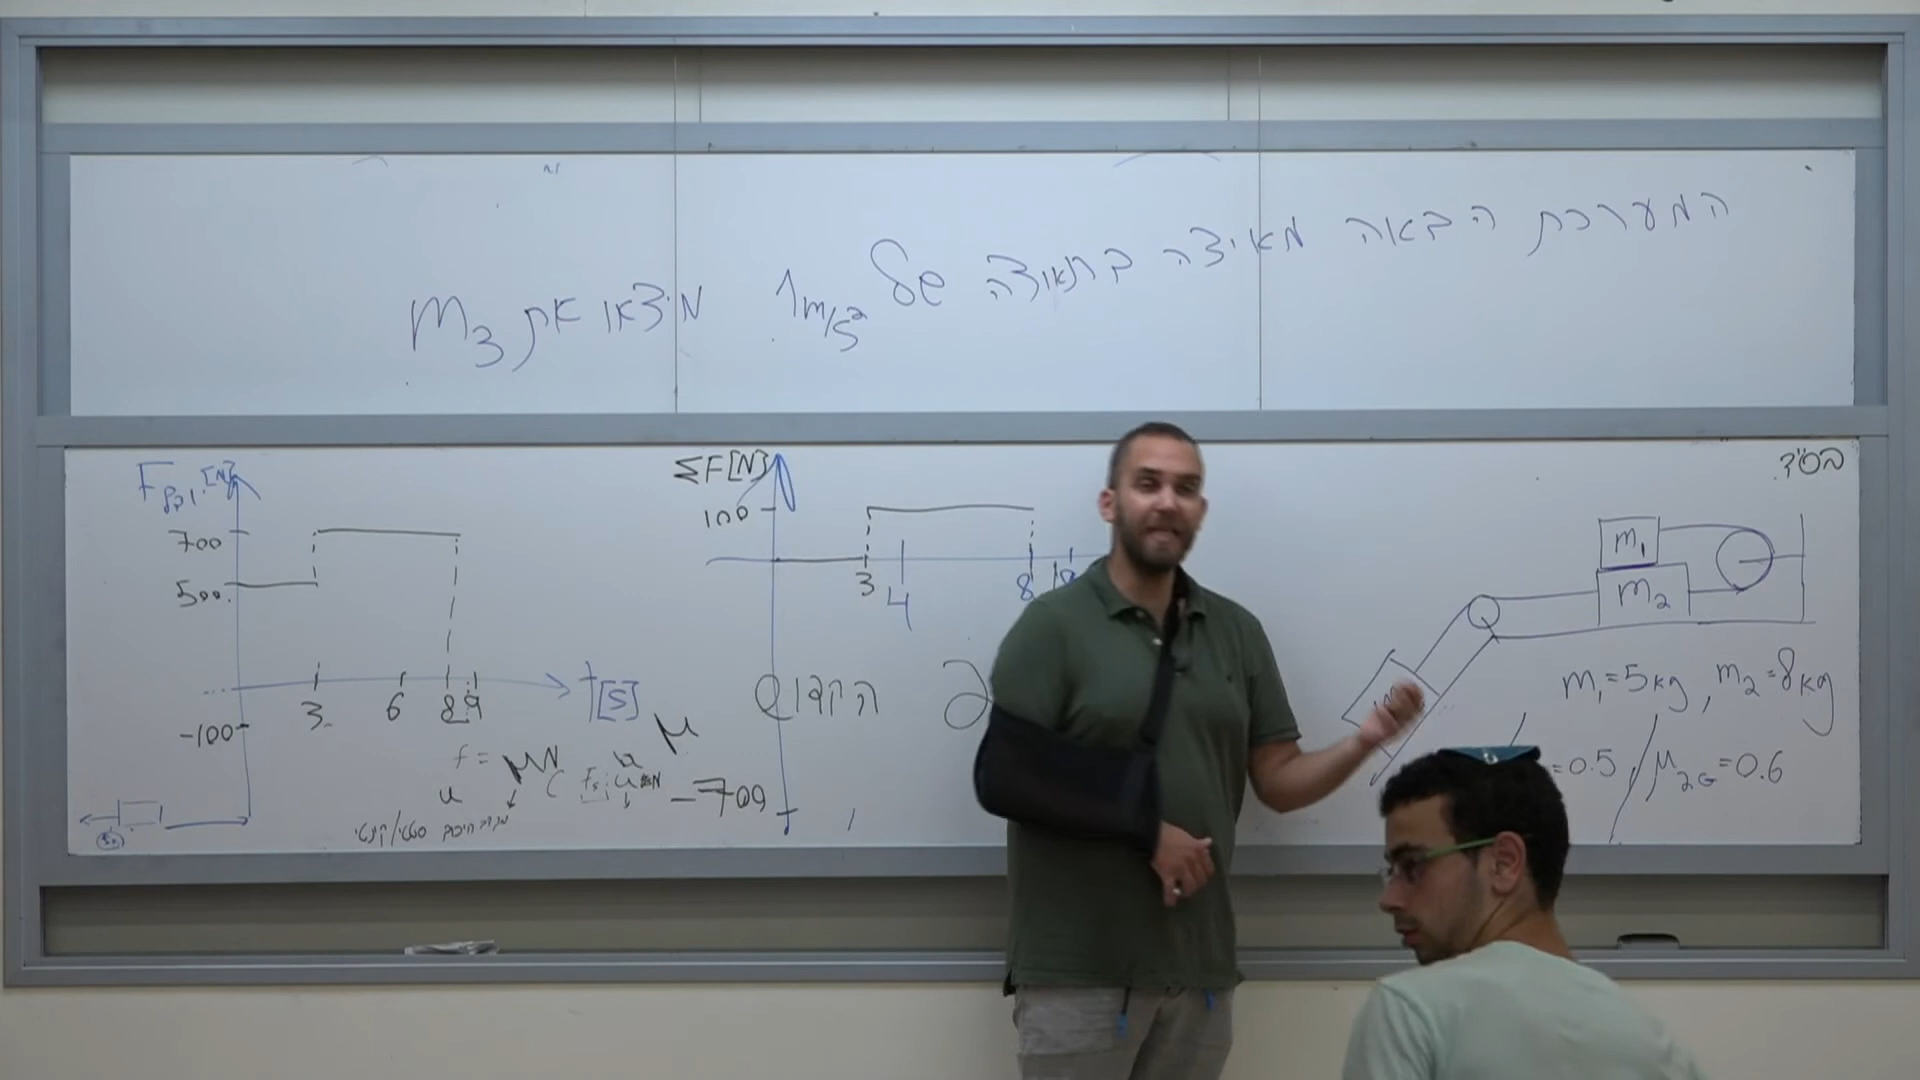 המערכת הבאה מאיצה בתאוצה של 1m/s² מצאו את m₃
בס"ד
F [N]
700
500
-100
3 6 8 9
t[s]
f = μN
μ
ΣF[N]
100
3 4 8
-700
m₁
m₂
m₁=5kg, m₂=8kg
=0.5, μ₂G=0.6